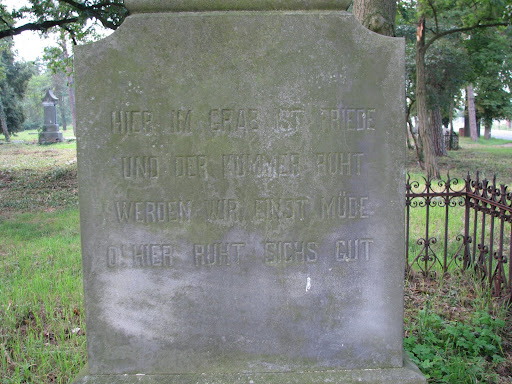 HIER IM GRAB IST FRIEDE
UND DER KUMMER RUHT
WERDEN WIR EINST MÜDE
O, HIER RUHT SICHS GUT